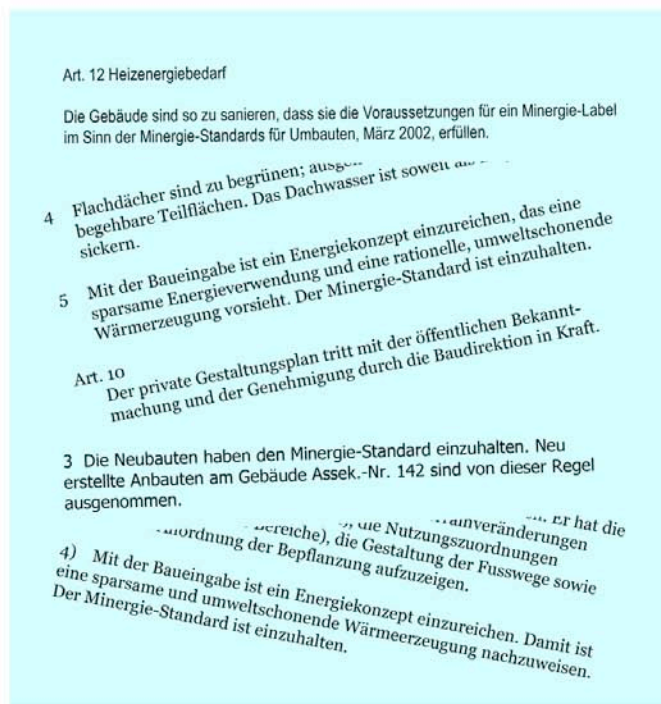 Art. 12 Heizenergiebedarf
Die Gebäude sind so zu sanieren, dass sie die Voraussetzungen für ein Minergie-Label
im Sinn der Minergie-Standards für Umbauten, März 2002, erfüllen.
4 Flachdächer sind zu begrünen;
begehbare Teilflächen. Das Dachwasser ist soweit
sickern.
5 Mit der Baueingabe ist ein Energiekonzept einzureichen, das eine
sparsame Energieverwendung und eine rationelle, umweltschonende
Wärmerzeugung vorsieht. Der Minergie-Standard ist einzuhalten.
Art. 10
Der private Gestaltungsplan tritt mit der öffentlichen Bekannt-
machung und der Genehmigung durch die Baudirektion in Kraft.
3 Die Neubauten haben den Minergie-Standard einzuhalten. Neu
erstellte Anbauten am Gebäude Assek.-Nr. 142 sind von dieser Regel
ausgenommen.
Er hat die
die Nutzungszuordnungen
die Gestaltung der Fusswege sowie
der Bepflanzung aufzuzeigen.
4) Mit der Baueingabe ist ein Energiekonzept einzureichen. Damit ist
eine sparsame und umweltschonende Wärmeerzeugung nachzuweisen.
Der Minergie-Standard ist einzuhalten.